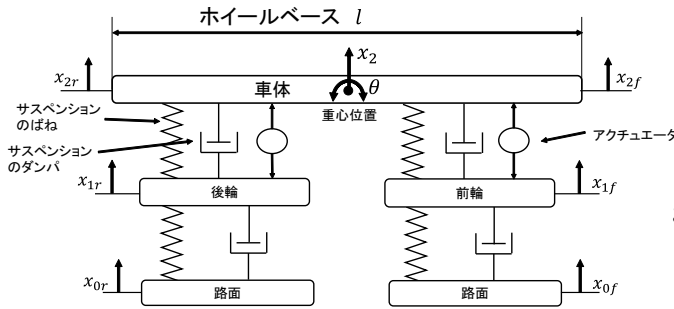 ホイールベース l
x2r
x2
x2f
車体
θ
サスペンション
のばね
重心位置
サスペンション
のダンパ
アクチュエータ
x1r
後輪
前輪
x1f
x0r
路面
路面
x0f